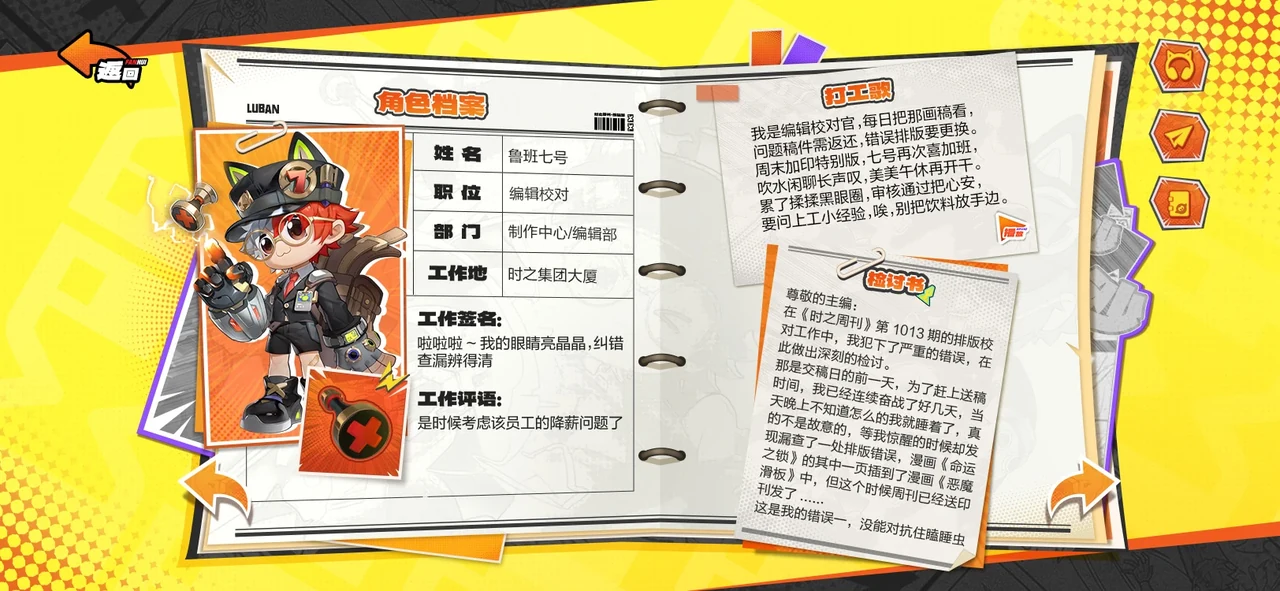 返回
FANHUI
LUBAN
角色档案
姓名 鲁班七号
职位 编辑校对
部门 制作中心/编辑部
工作地 时之集团大厦
工作签名:
啦啦啦~我的眼睛亮晶晶,纠错
查漏辨得清
工作评语:
是时候考虑该员工的降薪问题了
7
打工歌
我是编辑校对官,每日把那画稿看,
问题稿件需返还,错误排版要更换。
周末加印特别版,七号再次喜加班,
吹水闲聊长声叹,美美午休再开干。
累了揉揉黑眼圈,审核通过把心安,
要问上工小经验,唉,别把饮料放手边。
播放
检讨书
尊敬的主编:
在《时之周刊》第 1013 期的排版校
对工作中,我犯下了严重的错误,在
此做出深刻的检讨。
那是交稿日的前一天,为了赶上送稿
时间,我已经连续奋战了好几天,当
天晚上不知道怎么的我就睡着了,真
的不是故意的,等我惊醒的时候却发
现漏查了一处排版错误,漫画《命运
之锁》的其中一页插到了漫画《恶魔
滑板》中,但这个时候周刊已经送印
刊发了……
这是我的错误一,没能对抗住瞌睡虫